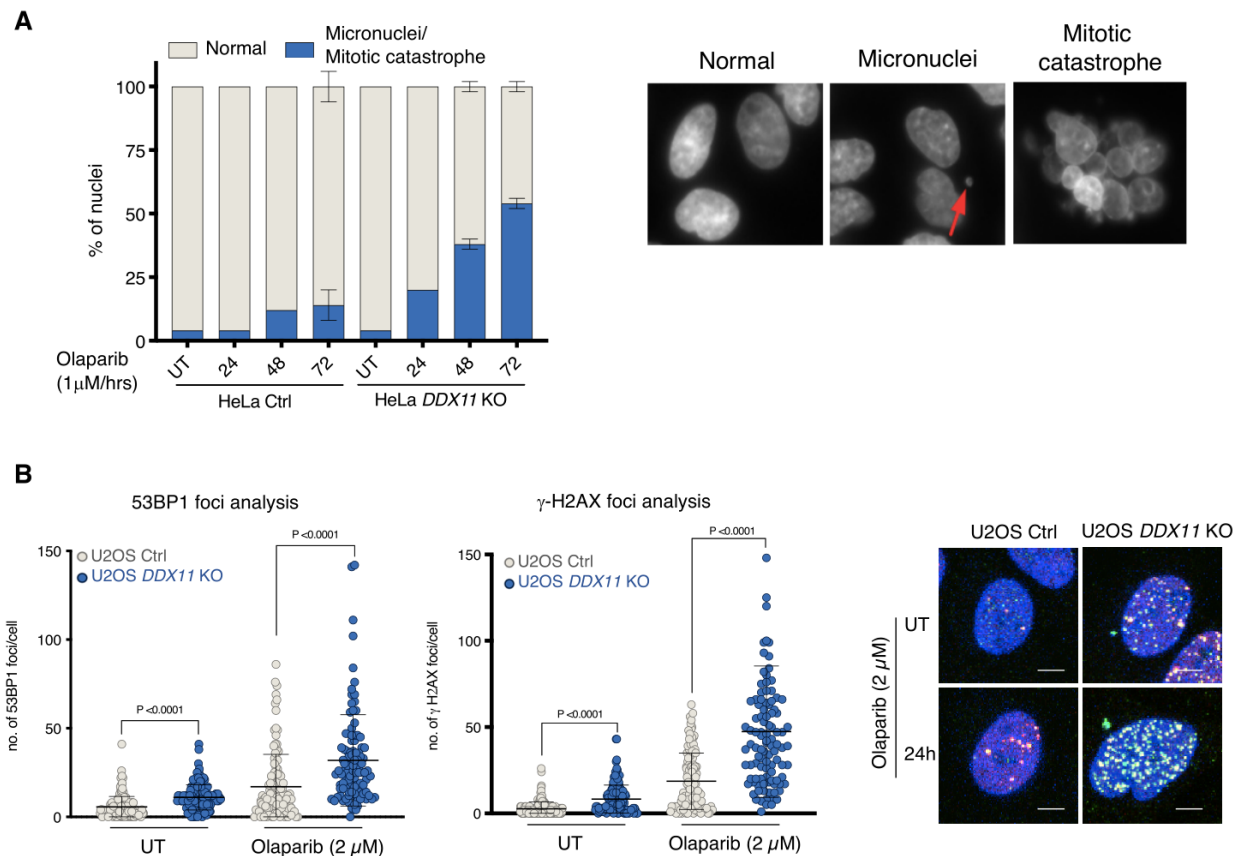 A
Normal
Micronuclei/
Mitotic catastrophe
% of nuclei
100
75
50
25
0
Olaparib
(1μM/hrs)
UT 24 48 72 UT 24 48 72
HeLa Ctrl
HeLa DDX11 KO
Normal
Micronuclei
Mitotic
catastrophe
B
53BP1 foci analysis
no. of 53BP1 foci/cell
150
100
50
0
U2OS Ctrl
U2OS DDX11 KO
P <0.0001
P <0.0001
UT
Olaparib (2 μM)
γ-H2AX foci analysis
no. of γ H2AX foci/cell
150
100
50
0
U2OS Ctrl
U2OS DDX11 KO
P <0.0001
P <0.0001
UT
Olaparib (2 μM)
U2OS Ctrl
U2OS DDX11 KO
Olaparib (2 μM)
UT
24h